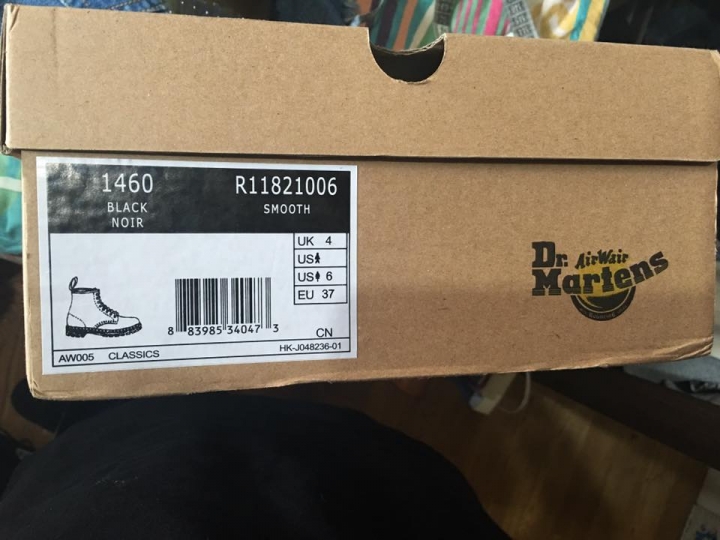 1460 R11821006
BLACK SMOOTH
NOIR
UK 4
US
US 6
EU 37
8 83985 34047 3
CN
AW005 CLASSICS HK-J048236-01
Dr. AirWair
Martens